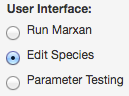 User Interface:
Run Marxan
Edit Species
Parameter Testing